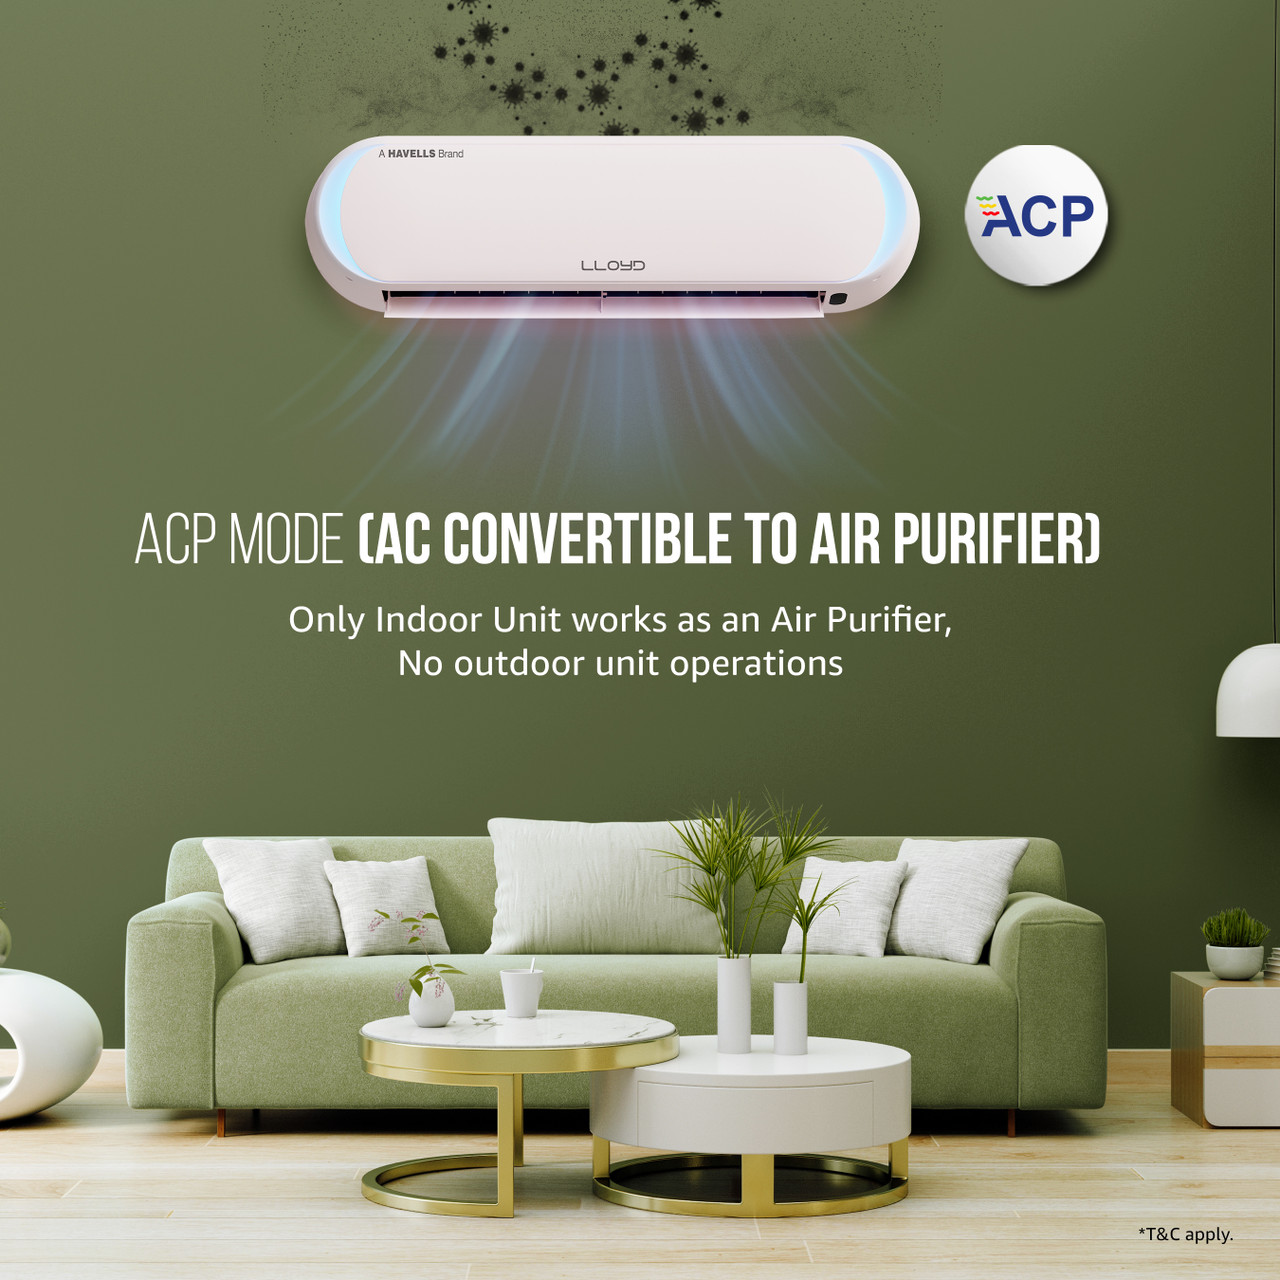 A HAVELLS Brand
LLOYD
ACP
ACP MODE (AC CONVERTIBLE TO AIR PURIFIER)
Only Indoor Unit works as an Air Purifier,
No outdoor unit operations
*T&C apply.